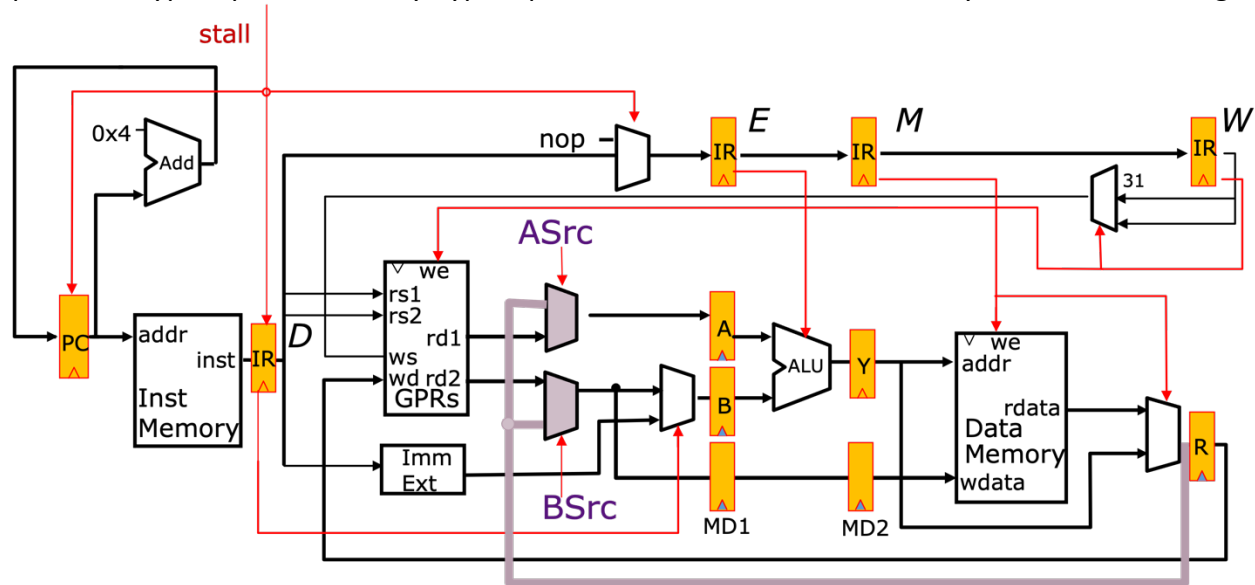 stall
0x4
Add
nop
E
M
W
IR
IR
IR
31
ASrc
we
rs1
rs2
rd1
ws
wd rd2
GPRs
PC
addr
inst
Inst
Memory
IR
D
A
B
ALU
Y
we
addr
rdata
Data
Memory
wdata
R
Imm
Ext
BSrc
MD1
MD2